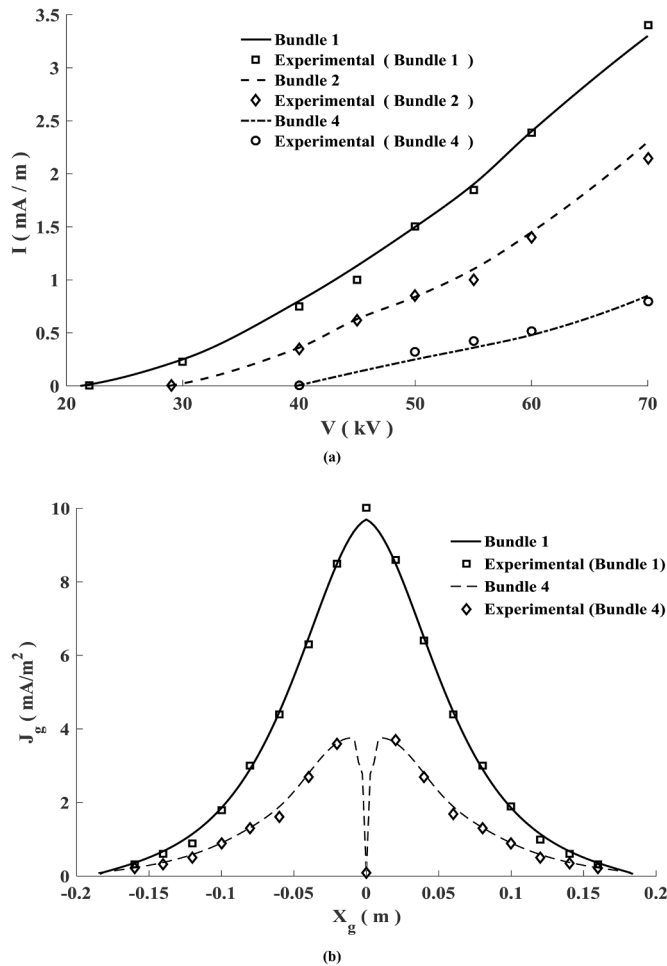 3.5
3
2.5
2
1.5
1
0.5
0
I ( mA / m )
Bundle 1
Experimental ( Bundle 1 )
Bundle 2
Experimental ( Bundle 2 )
Bundle 4
Experimental ( Bundle 4 )
20 30 40 50 60 70
V ( kV )
(a)
10
8
6
4
2
0
J_g ( mA/m²)
Bundle 1
Experimental (Bundle 1)
Bundle 4
Experimental (Bundle 4)
-0.2 -0.15 -0.1 -0.05 0 0.05 0.1 0.15 0.2
X_g ( m )
(b)